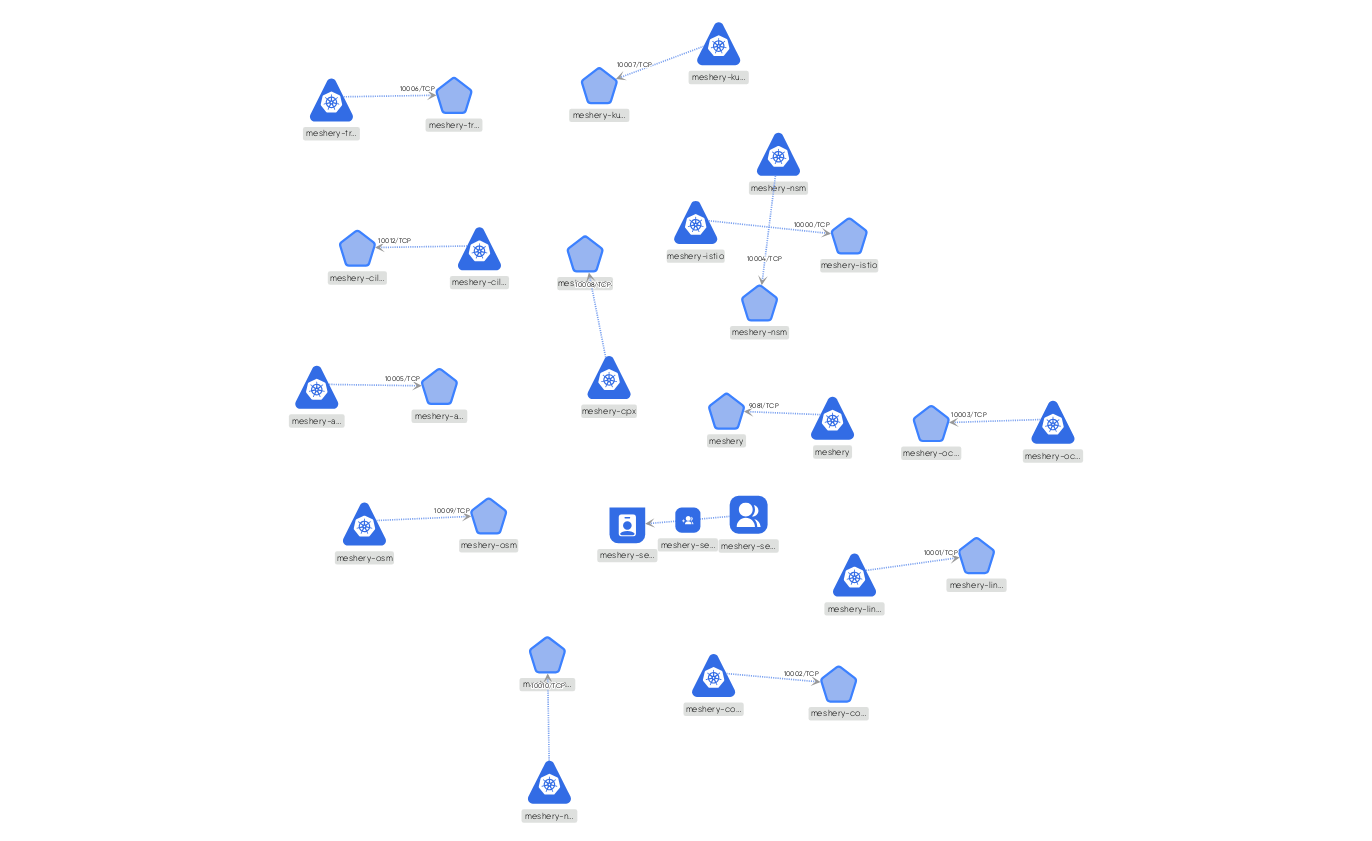 10007/TCP
meshery-ku...
10006/TCP
meshery-ku...
meshery-tr...
meshery-tr...
meshery-nsm
10000/TCP
10012/TCP
meshery-istio
10004/TCP
meshery-istio
meshery-cil...
meshery-cil...
10008/TCP
meshery-nsm
10005/TCP
9081/TCP
meshery-cpx
10003/TCP
meshery-a...
meshery-a...
meshery
meshery
meshery-oc...
meshery-oc...
10009/TCP
meshery-osm
meshery-se...
meshery-se...
meshery-se...
10001/TCP
meshery-osm
meshery-lin...
meshery-lin...
10002/TCP
10010/TCP
meshery-co...
meshery-co...
meshery-n...